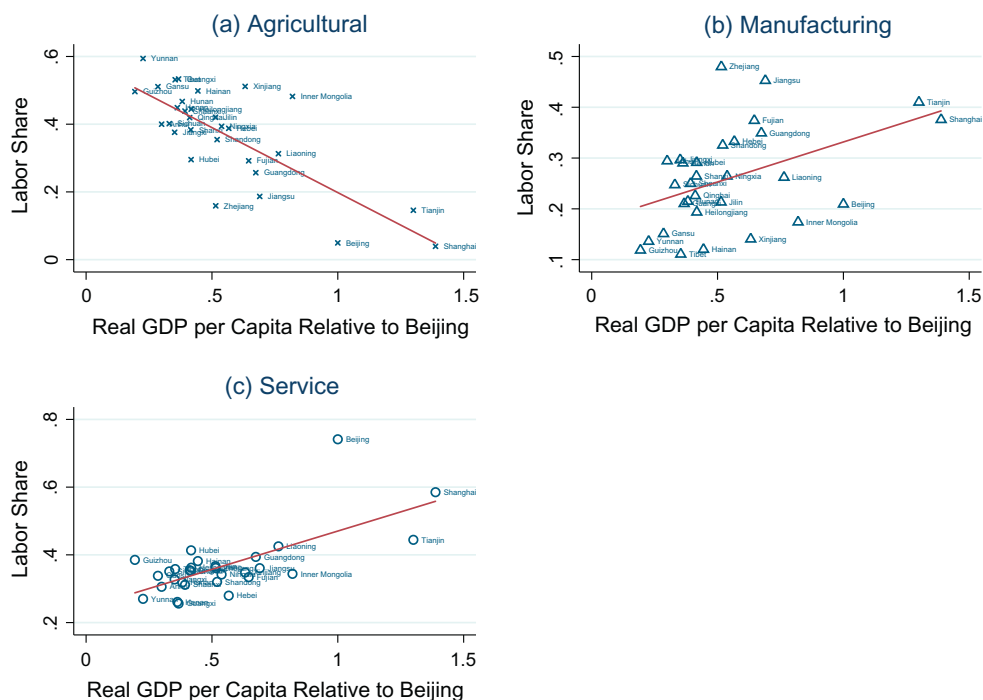 (a) Agricultural
Labor Share
.6
.4
.2
0
Yunnan
Gansu
Guizhou
Hainan
Xinjiang
Inner Mongolia
Hunan
Jilin
Ningxia
Hebei
Shandong
Hubei
Fujian
Liaoning
Guangdong
Jiangsu
Zhejiang
Tianjin
Beijing
Shanghai
0 .5 1 1.5
Real GDP per Capita Relative to Beijing
(b) Manufacturing
Labor Share
.5
.4
.3
.2
.1
Zhejiang
Jiangsu
Tianjin
Shanghai
Fujian
Guangdong
Hebei
Shandong
Hubei
Ningxia
Liaoning
Qinghai
Jilin
Beijing
Heilongjiang
Inner Mongolia
Gansu
Yunnan
Xinjiang
Guizhou
Hainan
Tibet
0 .5 1 1.5
Real GDP per Capita Relative to Beijing
(c) Service
Labor Share
.8
.6
.4
.2
Beijing
Shanghai
Tianjin
Hubei
Liaoning
Guizhou
Hainan
Guangdong
Jiangsu
Inner Mongolia
Fujian
Shandong
Hebei
Yunnan
Guangxi
0 .5 1 1.5
Real GDP per Capita Relative to Beijing